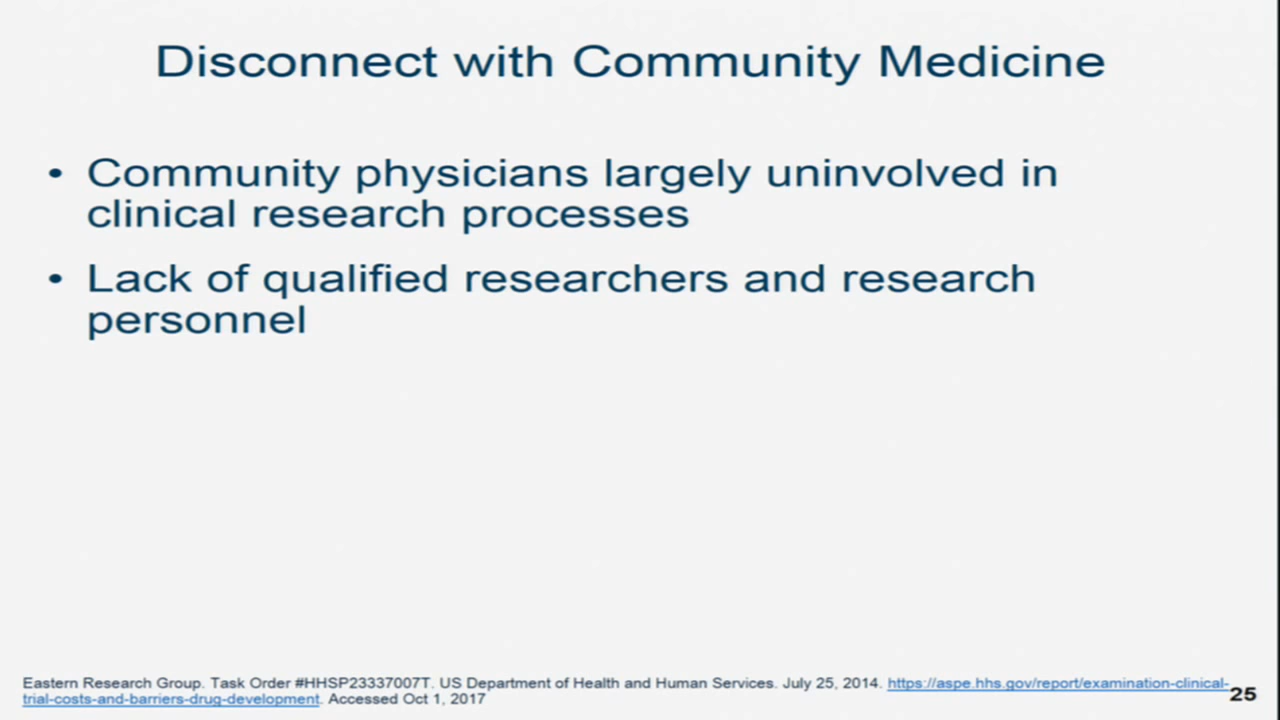 Disconnect with Community Medicine
• Community physicians largely uninvolved in
clinical research processes
• Lack of qualified researchers and research
personnel
Eastern Research Group. Task Order #HHSP23337007T. US Department of Health and Human Services. July 25, 2014. https://aspe.hhs.gov/report/examination-clinical-
trial-costs-and-barriers-drug-development. Accessed Oct 1, 2017
25